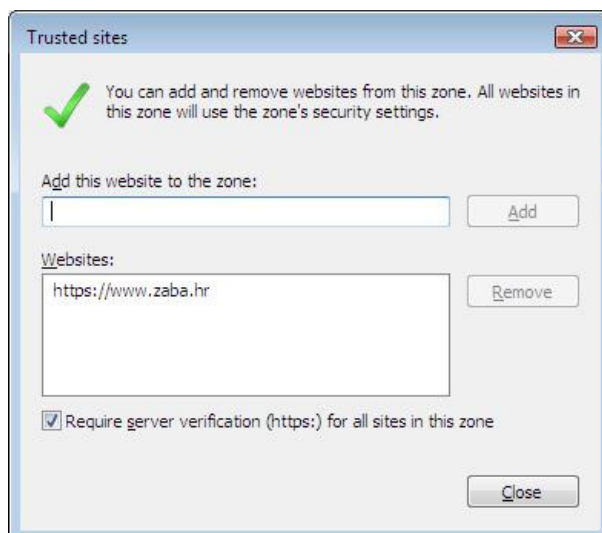 Trusted sites
You can add and remove websites from this zone. All websites in
this zone will use the zone's security settings.
Add this website to the zone:
Add
Websites:
https://www.zaba.hr
Remove
Require server verification (https:) for all sites in this zone
Close